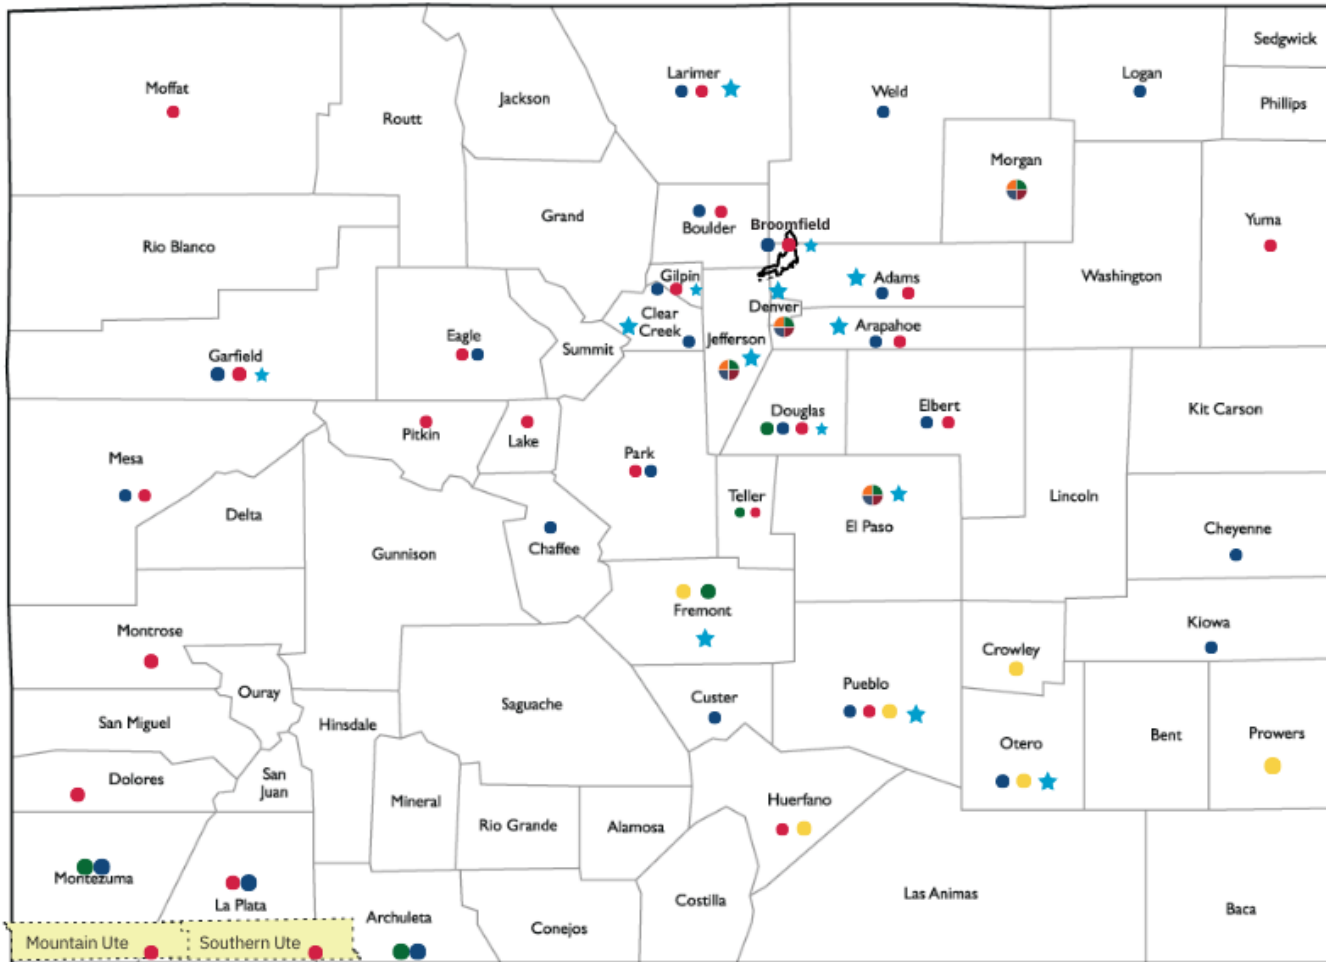 Sedgwick
Moffat
Larimer
Logan
Weld
Jackson
Phillips
Routt
Morgan
Grand
Yuma
Boulder
Broomfield
Rio Blanco
Gilpin
Adams
Washington
Clear
Creek
Denver
Arapahoe
Eagle
Jefferson
Summit
Garfield
Kit Carson
Elbert
Douglas
Pitkin
Lake
Park
Mesa
Teller
Lincoln
Delta
El Paso
Cheyenne
Gunnison
Chaffee
Fremont
Kiowa
Montrose
Crowley
Pueblo
Ouray
Custer
Saguache
San Miguel
Hinsdale
Bent
Prowers
Otero
Dolores
San
Juan
Mineral
Huerfano
Rio Grande
Alamosa
Montezuma
Las Animas
Costilla
La Plata
Baca
Archuleta
Conejos
Mountain Ute
Southern Ute